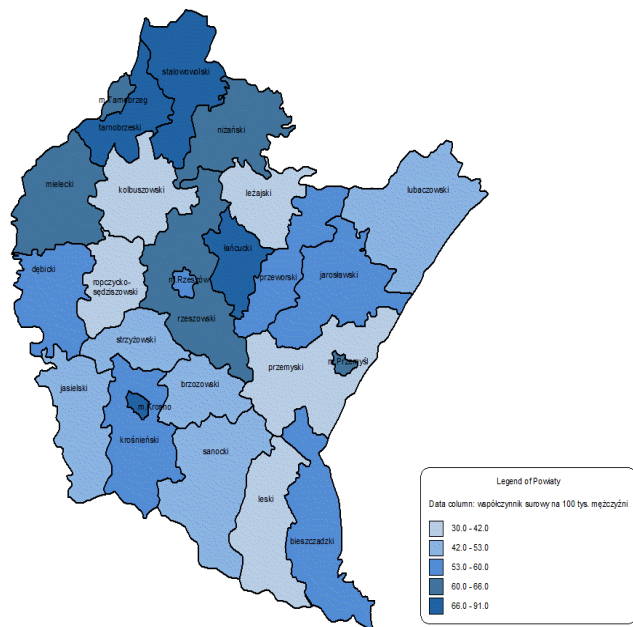 stalowowolski
m.Tarnobrzeg
tarnobrzeski
niżański
mielecki
kolbuszowski
leżajski
lubaczowski
łańcucki
dębicki
m.Rzeszów
przeworski
jarosławski
ropczycko-
sędziszowski
rzeszowski
strzyżowski
przemyski
m.Przemyśl
jasielski
brzozowski
m.Krosno
krośnieński
sanocki
leski
bieszczadzki
Legend of Powiaty
Data column: współczynnik surowy na 100 tys. mężczyźni
30.0 - 42.0
42.0 - 53.0
53.0 - 60.0
60.0 - 66.0
66.0 - 91.0